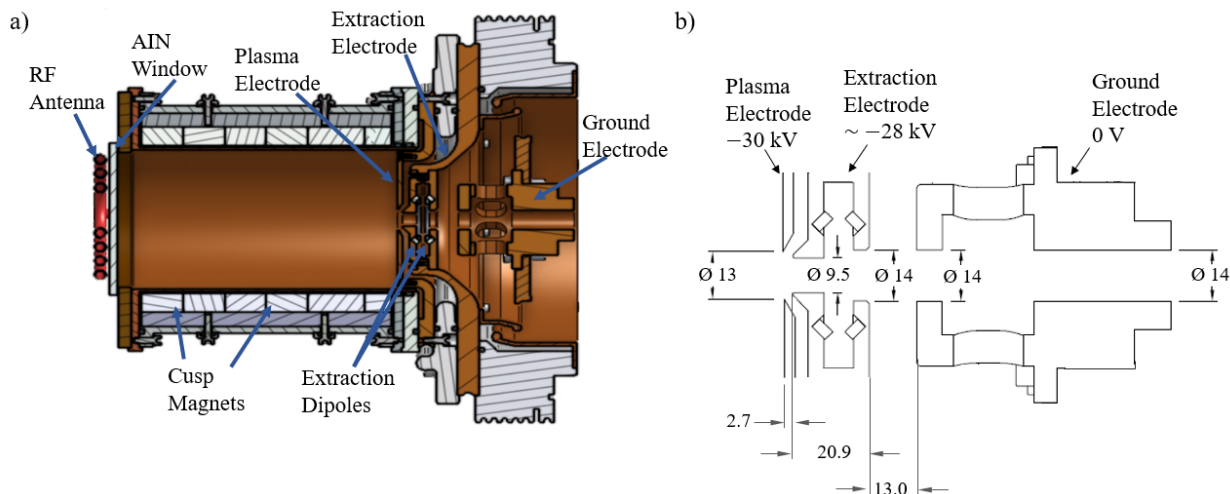 a)
RF
Antenna
AlN
Window
Plasma
Electrode
Extraction
Electrode
Ground
Electrode
Cusp
Magnets
Extraction
Dipoles
b)
Plasma
Electrode
−30 kV
Extraction
Electrode
~ −28 kV
Ground
Electrode
0 V
Ø 13
Ø 9.5
Ø 14
Ø 14
Ø 14
2.7
20.9
13.0